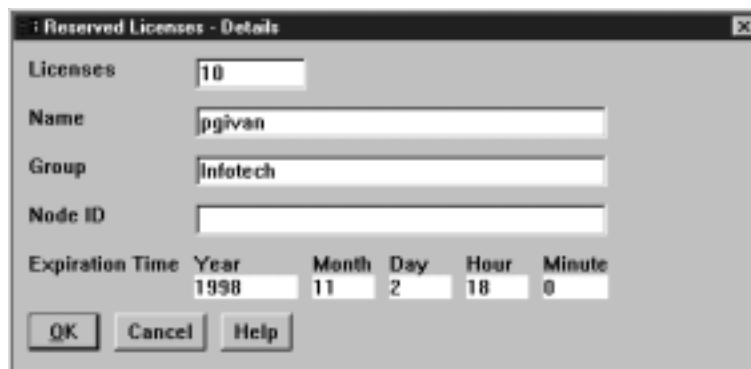 Reserved Licenses - Details
Licenses 10
Name pgivan
Group Infotech
Node ID
Expiration Time Year Month Day Hour Minute
1998 11 2 18 0
OK Cancel Help